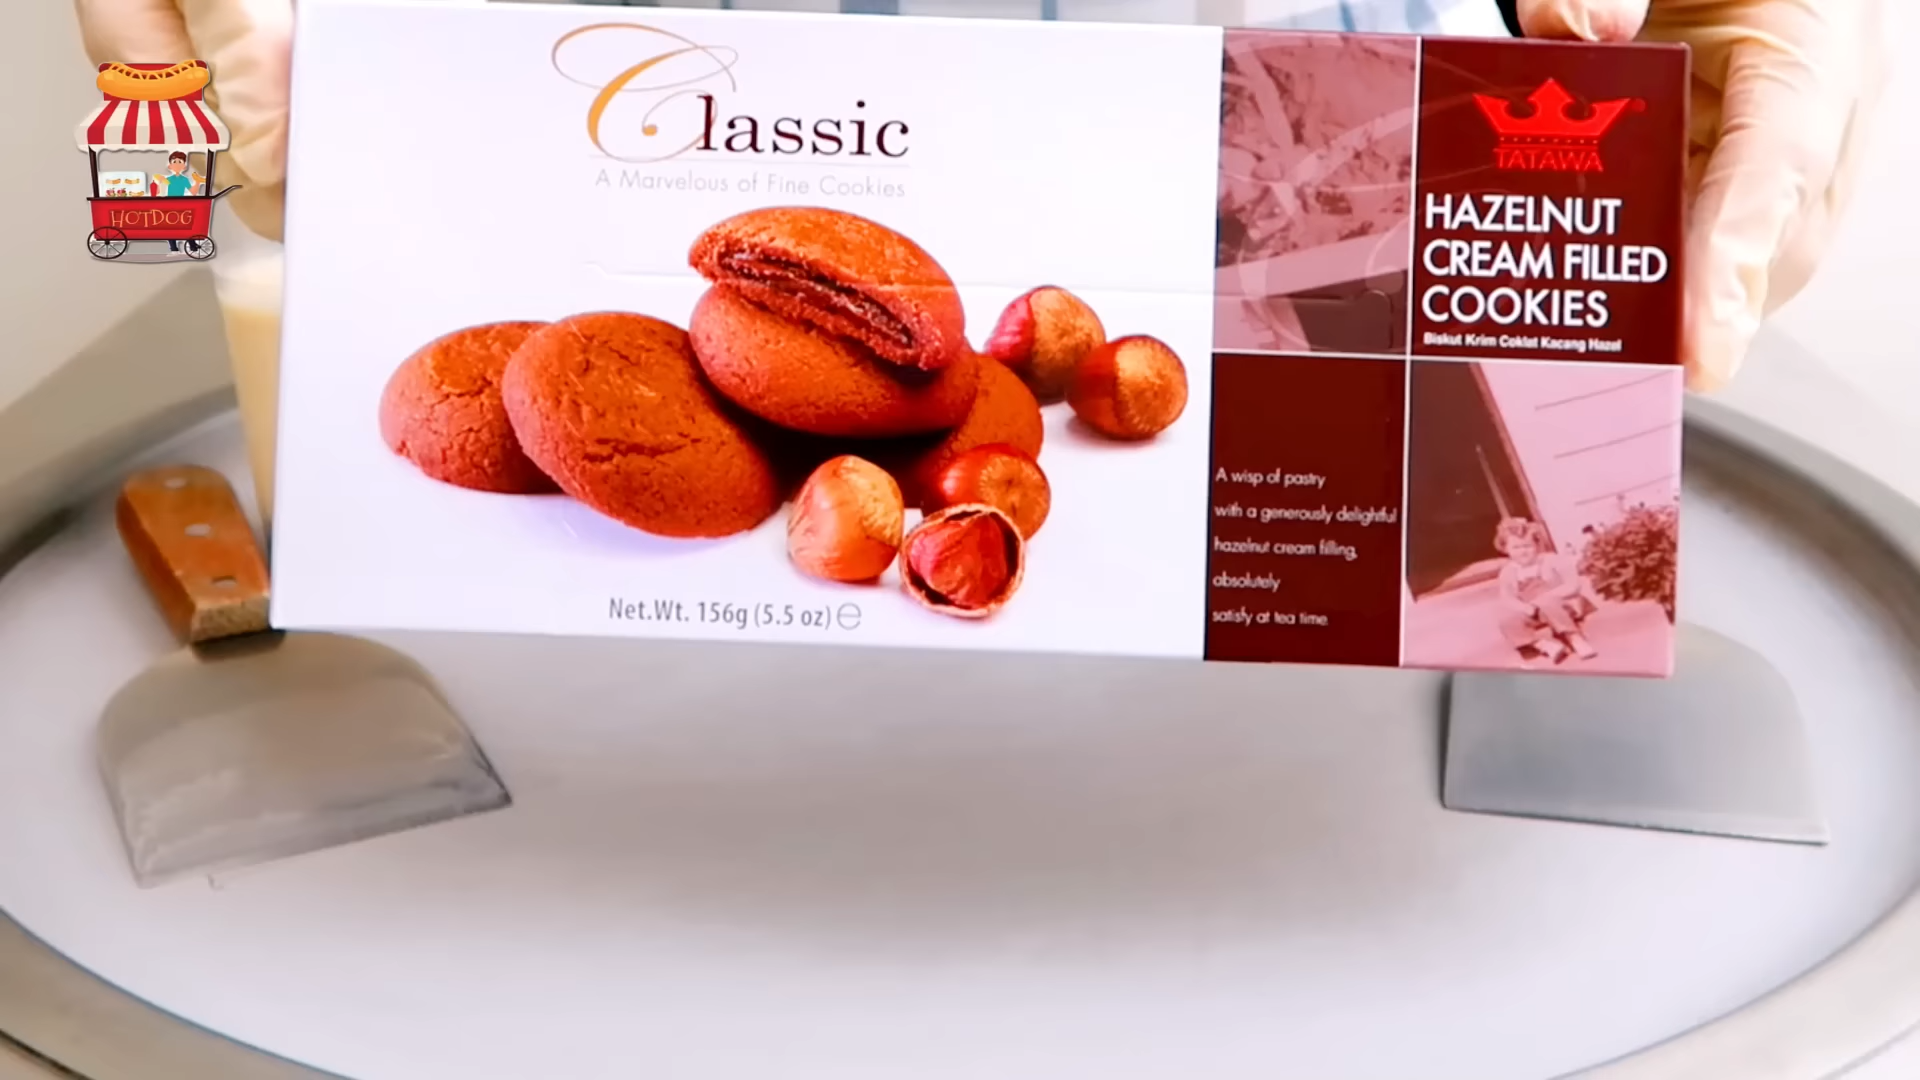 HOTDOG
Classic
A Marvelous of Fine Cookies
Net.Wt. 156g (5.5 oz) ℮
TATAWA
HAZELNUT
CREAM FILLED
COOKIES
Biskut Krim Coklat Kacang Hazel
A wisp of pastry
with a generously delightful
hazelnut cream filling,
absolutely
satisfy at tea time